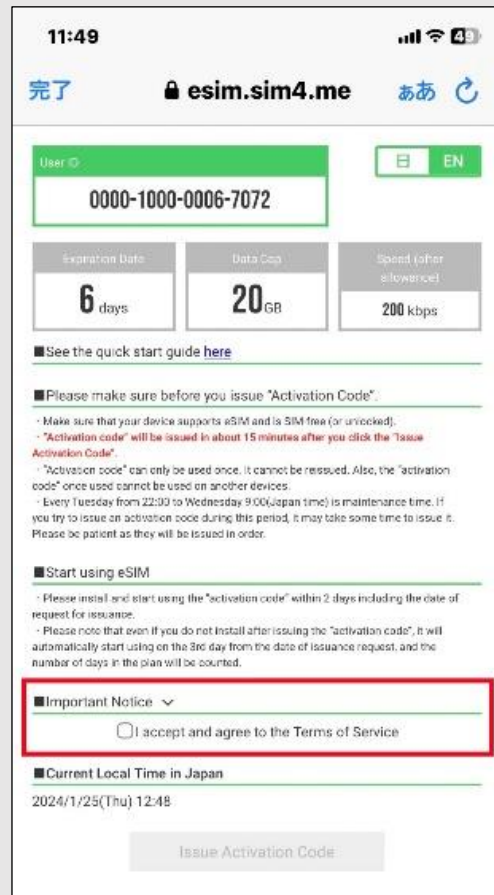 11:49
49
完了 esim.sim4.me ぁあ
User ID
日 EN
0000-1000-0006-7072
Expiration Date Data Cap Speed (after
allowance)
6 days 20 GB 200 kbps
■See the quick start guide here
■Please make sure before you issue "Activation Code".
・Make sure that your device supports eSIM and is SIM-free (or unlocked).
・"Activation code" will be issued in about 15 minutes after you click the "Issue
Activation Code".
・"Activation code" can only be used once. It cannot be reissued. Also, the "activation
code" once used cannot be used on another devices.
・Every Tuesday from 22:00 to Wednesday 9:00(Japan time) is maintenance time. If
you try to issue an activation code during this period, it may take some time to issue it.
Please be patient as they will be issued in order.
■Start using eSIM
・Please install and start using the "activation code" within 2 days including the date of
request for issuance.
・Please note that even if you do not install after issuing the "activation code", it will
automatically start using on the 3rd day from the date of issuance request, and the
number of days in the plan will be counted.
■Important Notice
I accept and agree to the Terms of Service
■Current Local Time in Japan
2024/1/25(Thu) 12:48
Issue Activation Code